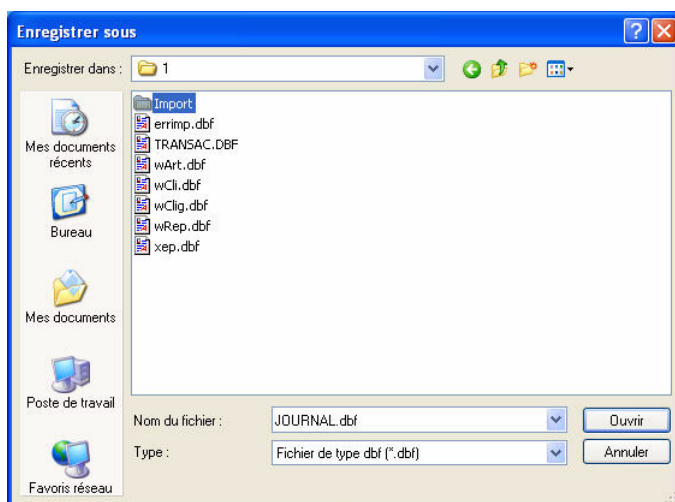 Enregistrer sous
Enregistrer dans :
1
Import
errimp.dbf
TRANSAC.DBF
wArt.dbf
wCli.dbf
wClig.dbf
wRep.dbf
xep.dbf
Mes documents
récents
Bureau
Mes documents
Poste de travail
Favoris réseau
Nom du fichier :
JOURNAL.dbf
Ouvrir
Type :
Fichier de type dbf (*.dbf)
Annuler